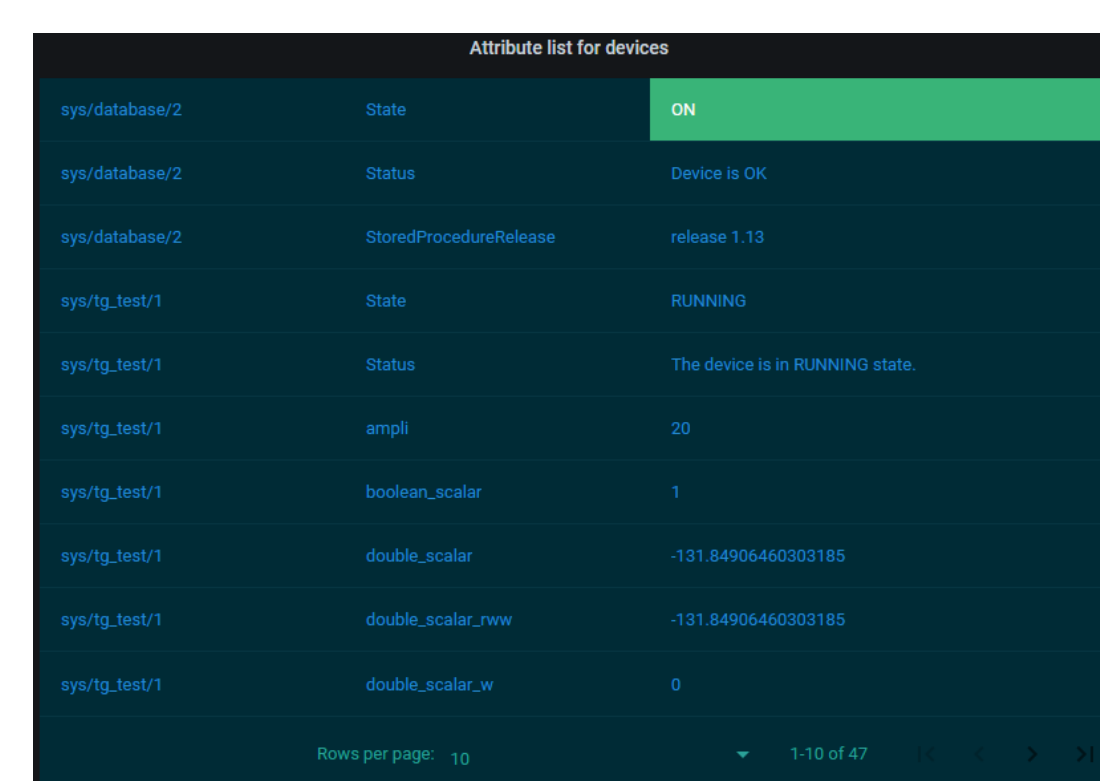 Attribute list for devices
sys/database/2 State ON
sys/database/2 Status Device is OK
sys/database/2 StoredProcedureRelease release 1.13
sys/tg_test/1 State RUNNING
sys/tg_test/1 Status The device is in RUNNING state.
sys/tg_test/1 ampli 20
sys/tg_test/1 boolean_scalar 1
sys/tg_test/1 double_scalar -131.84906460303185
sys/tg_test/1 double_scalar_rww -131.84906460303185
sys/tg_test/1 double_scalar_w 0
Rows per page: 10 1-10 of 47